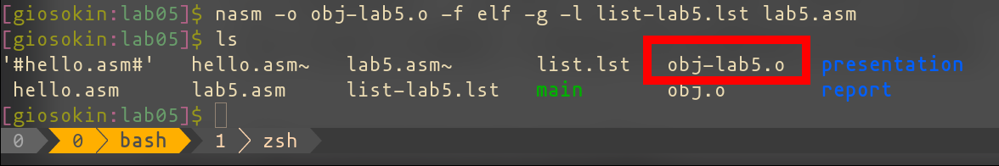 [giosokin:lab05]$ nasm -o obj-lab5.o -f elf -g -l list-lab5.lst lab5.asm
[giosokin:lab05]$ ls
'#hello.asm#'   hello.asm~   lab5.asm~       list.lst   obj-lab5.o   presentation
 hello.asm      lab5.asm     list-lab5.lst   main       obj.o        report
[giosokin:lab05]$
0   0   bash   1   zsh